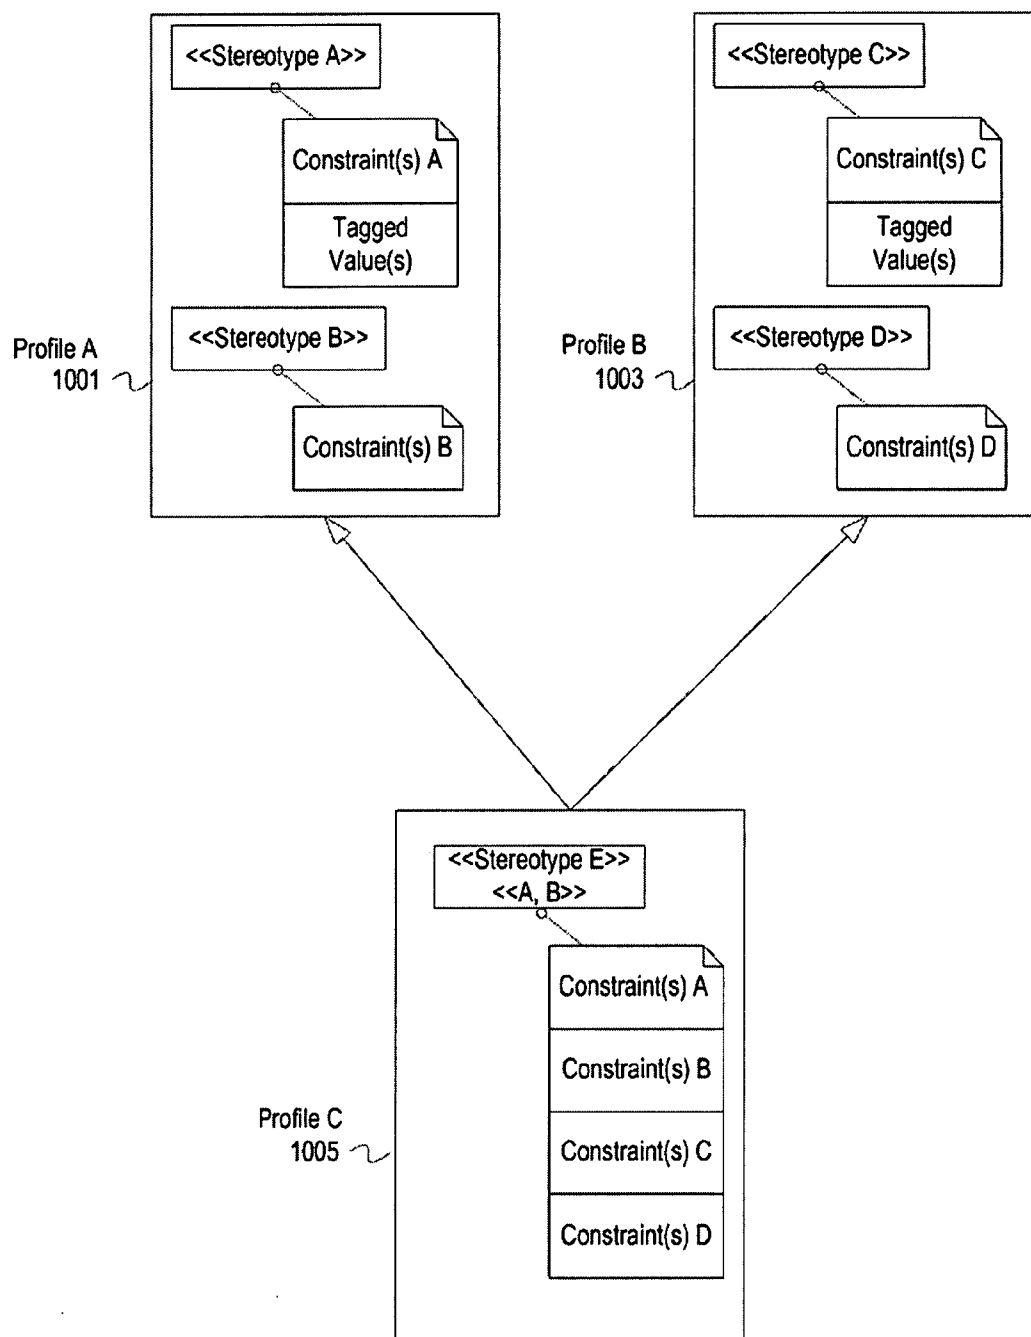 <<Stereotype A>>
Constraint(s) A
Tagged
Value(s)
<<Stereotype B>>
Constraint(s) B
Profile A
1001
<<Stereotype C>>
Constraint(s) C
Tagged
Value(s)
<<Stereotype D>>
Constraint(s) D
Profile B
1003
<<Stereotype E>>
<<A, B>>
Constraint(s) A
Constraint(s) B
Constraint(s) C
Constraint(s) D
Profile C
1005